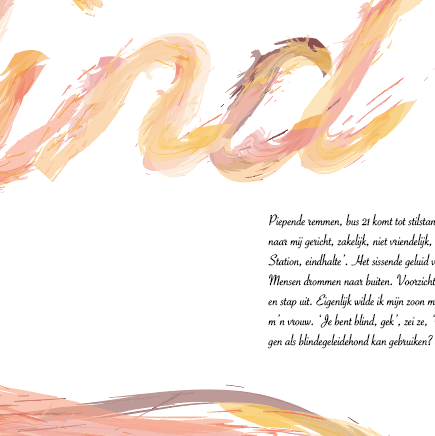 ind
Piepende remmen, bus 21 komt tot stilstan
naar mij gericht, zakelijk, niet vriendelijk,
Station, eindhalte’. Het sissende geluid v
Mensen drommen naar buiten. Voorzicht
en stap uit. Eigenlijk wilde ik mijn zoon m
m’n vrouw. ‘Je bent blind, gek’, zei ze, ‘
gen als blindegeleidehond kan gebruiken?